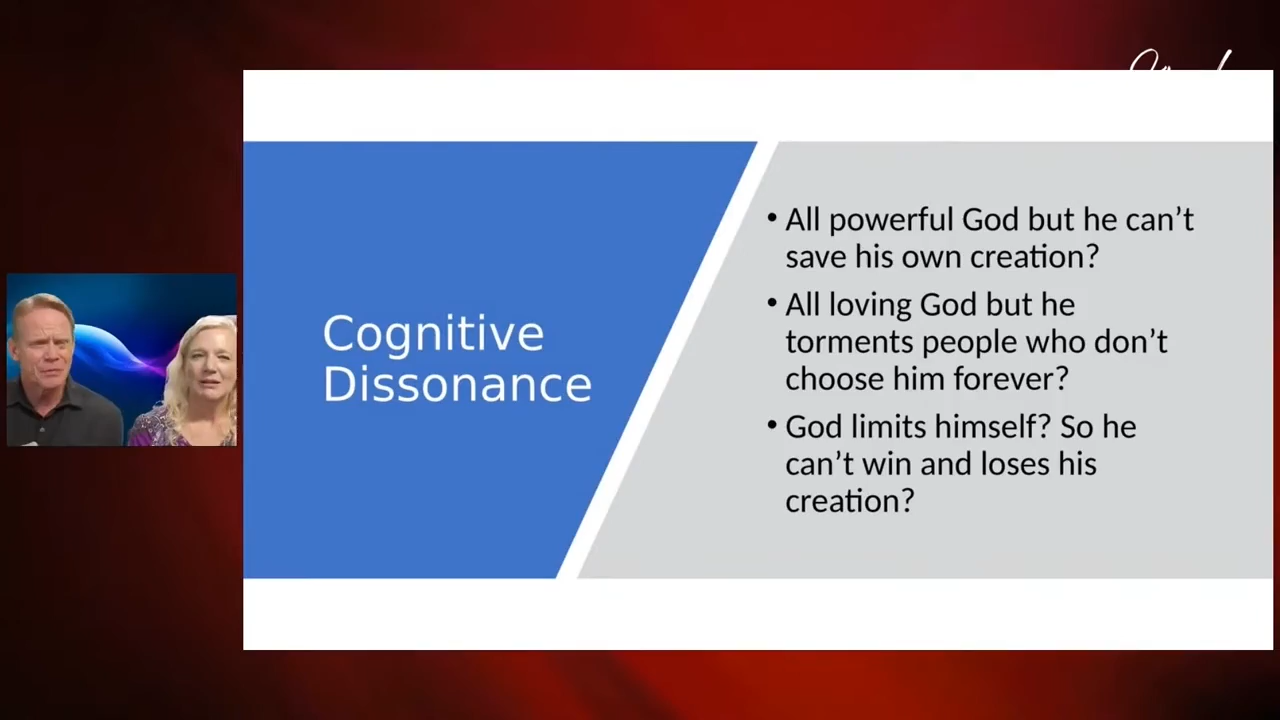 Cognitive
Dissonance
• All powerful God but he can’t
save his own creation?
• All loving God but he
torments people who don’t
choose him forever?
• God limits himself? So he
can’t win and loses his
creation?